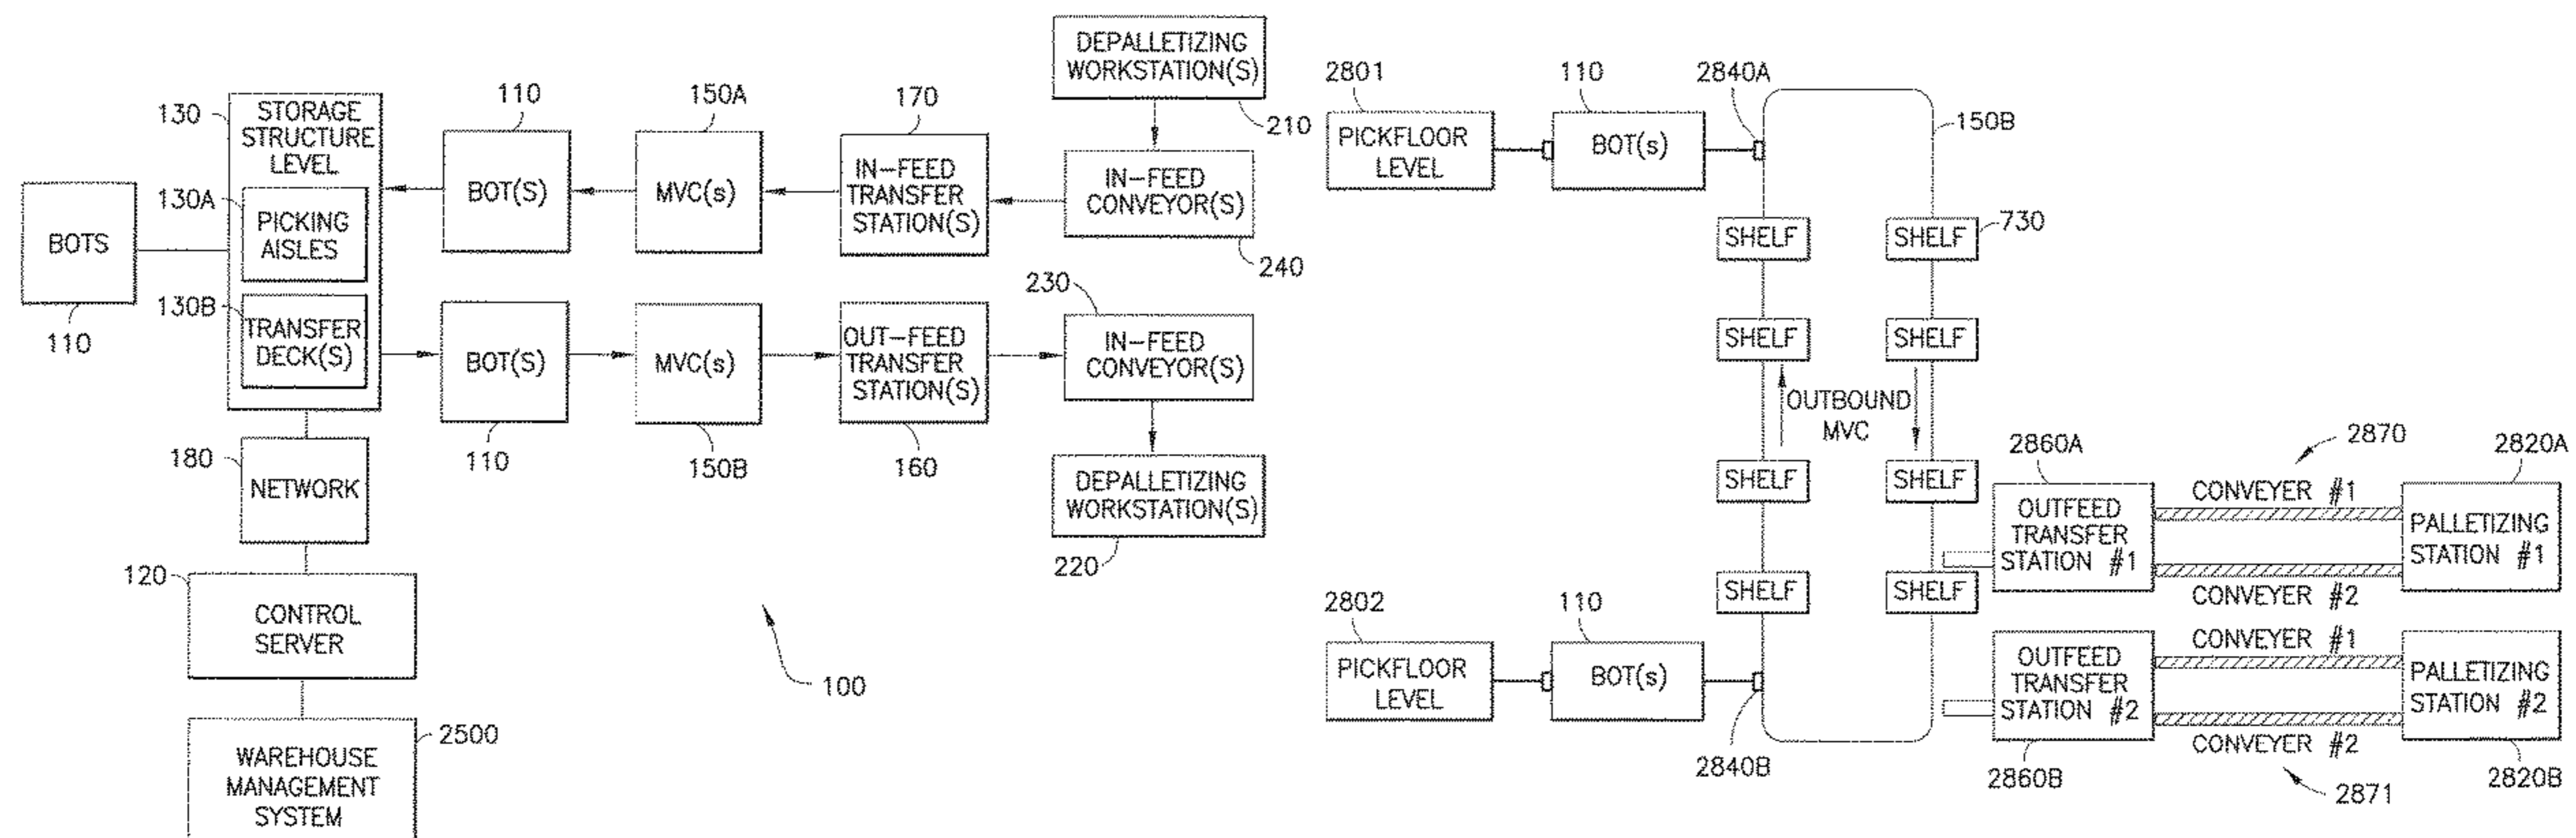 BOTS
110
130
STORAGE
STRUCTURE
LEVEL
130A
PICKING
AISLES
130B
TRANSFER
DECK(S)
110
BOT(S)
150A
MVC(s)
170
IN-FEED
TRANSFER
STATION(S)
DEPALLETIZING
WORKSTATION(S)
210
IN-FEED
CONVEYOR(S)
240
BOT(S)
110
MVC(s)
150B
OUT-FEED
TRANSFER
STATION(S)
160
230
IN-FEED
CONVEYOR(S)
DEPALLETIZING
WORKSTATION(S)
220
180
NETWORK
120
CONTROL
SERVER
2500
WAREHOUSE
MANAGEMENT
SYSTEM
100
2801
PICKFLOOR
LEVEL
110
BOT(s)
2840A
150B
SHELF
SHELF
730
SHELF
SHELF
OUTBOUND
MVC
SHELF
SHELF
SHELF
SHELF
2802
PICKFLOOR
LEVEL
110
BOT(s)
2840B
2860A
OUTFEED
TRANSFER
STATION #1
2870
CONVEYER #1
CONVEYER #2
2820A
PALLETIZING
STATION #1
OUTFEED
TRANSFER
STATION #2
2860B
CONVEYER #1
CONVEYER #2
2871
PALLETIZING
STATION #2
2820B